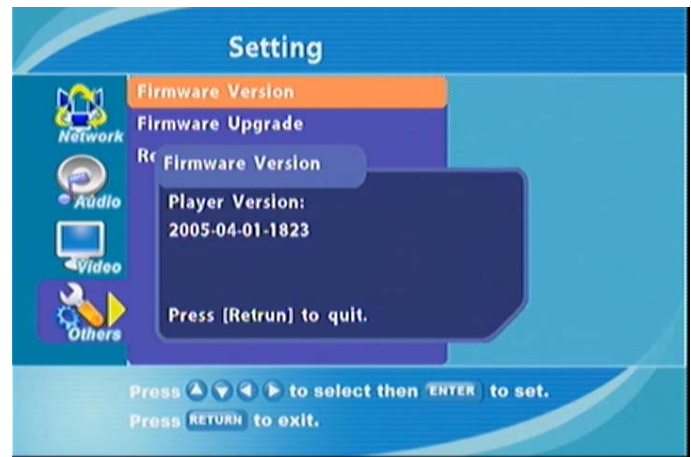 Setting
Network
Audio
Video
Others
Firmware Version
Firmware Upgrade
Firmware Version
Player Version:
2005-04-01-1823
Press [Retrun] to quit.
Press to select then ENTER to set.
Press RETURN to exit.